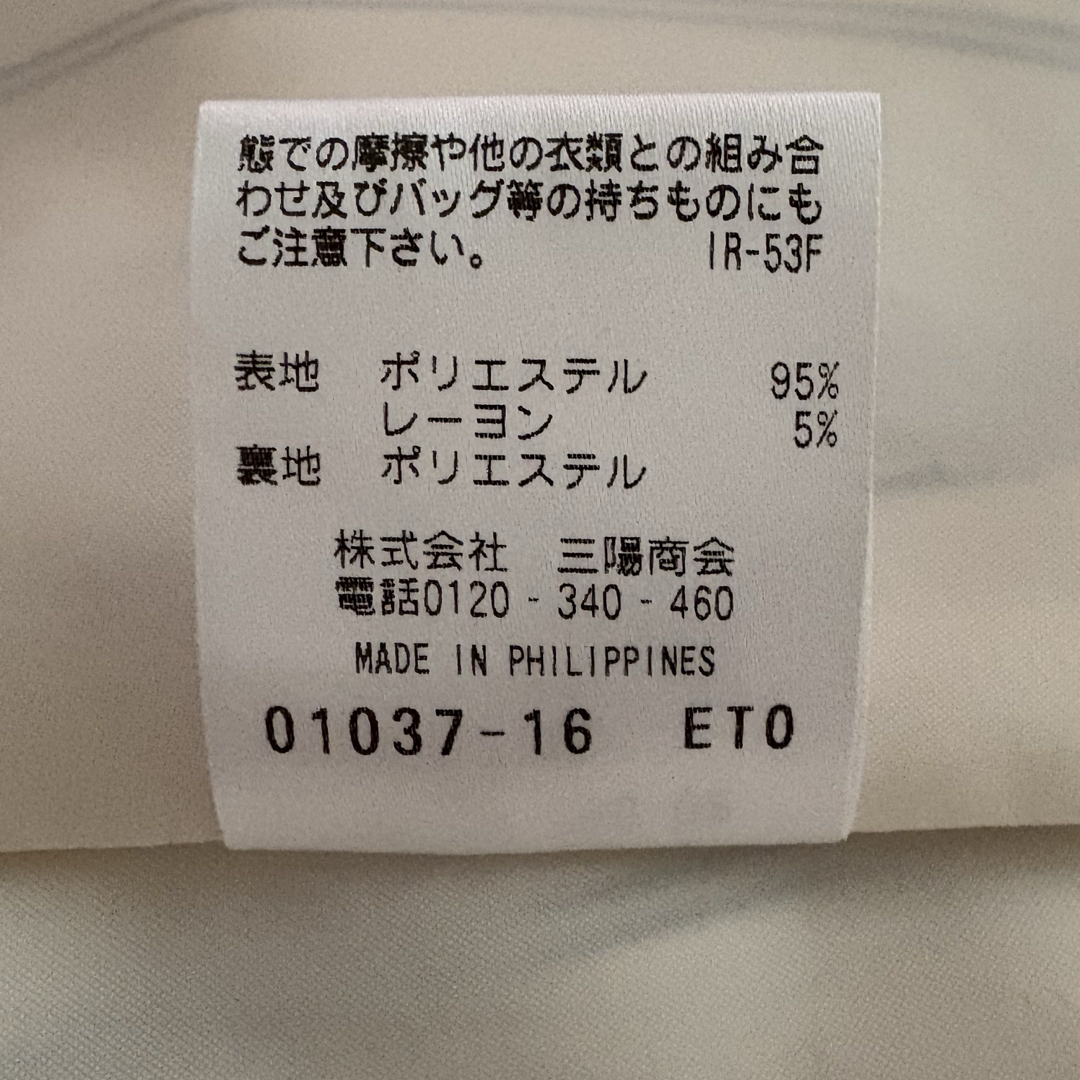 態での摩擦や他の衣類との組み合
わせ及びバッグ等の持ちものにも
ご注意下さい。 IR-53F
表地 ポリエステル 95%
レーヨン 5%
裏地 ポリエステル
株式会社 三陽商会
電話0120-340-460
MADE IN PHILIPPINES
01037-16 ETO